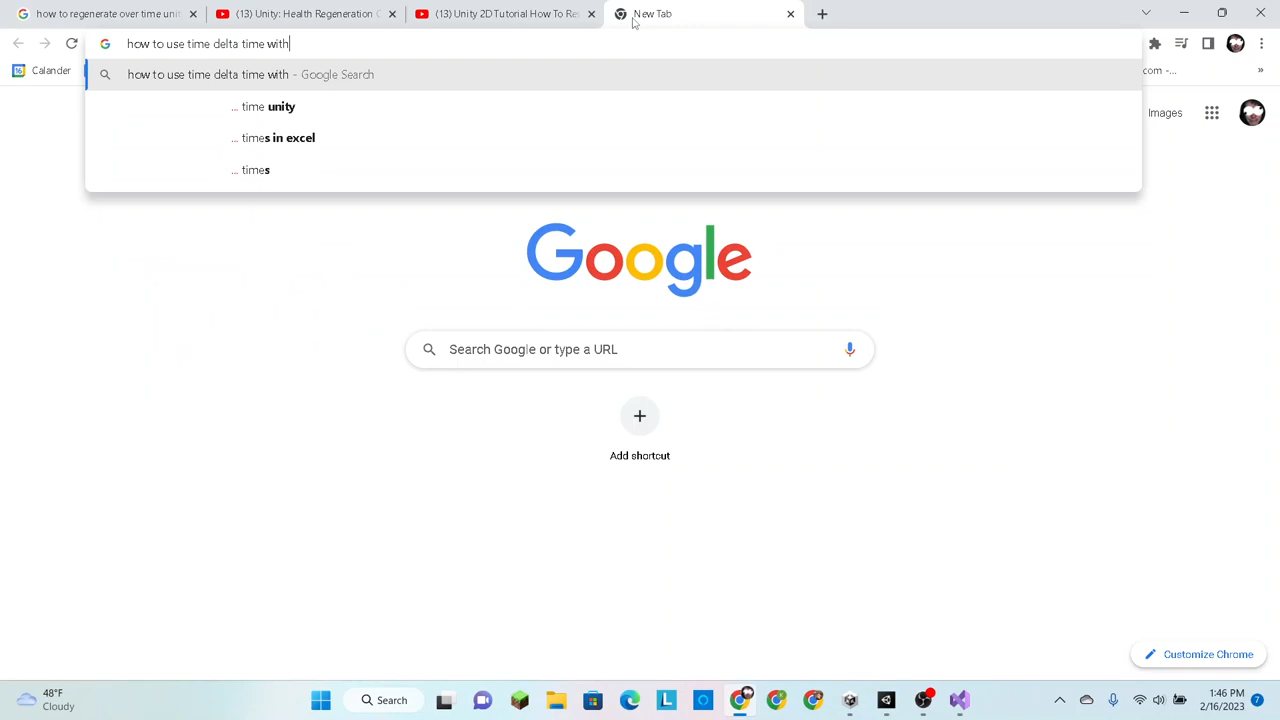 how to regenerate over time unit
(13) Unity: Health Regeneration (
(13) Unity 2D Tutorial How To Res
New Tab
how to use time delta time with
Calander
com -...
»
how to use time delta time with - Google Search
... time unity
... times in excel
... times
Images
Google
Search Google or type a URL
Add shortcut
Customize Chrome
48°F
Cloudy
Search
1:46 PM
2/16/2023
7